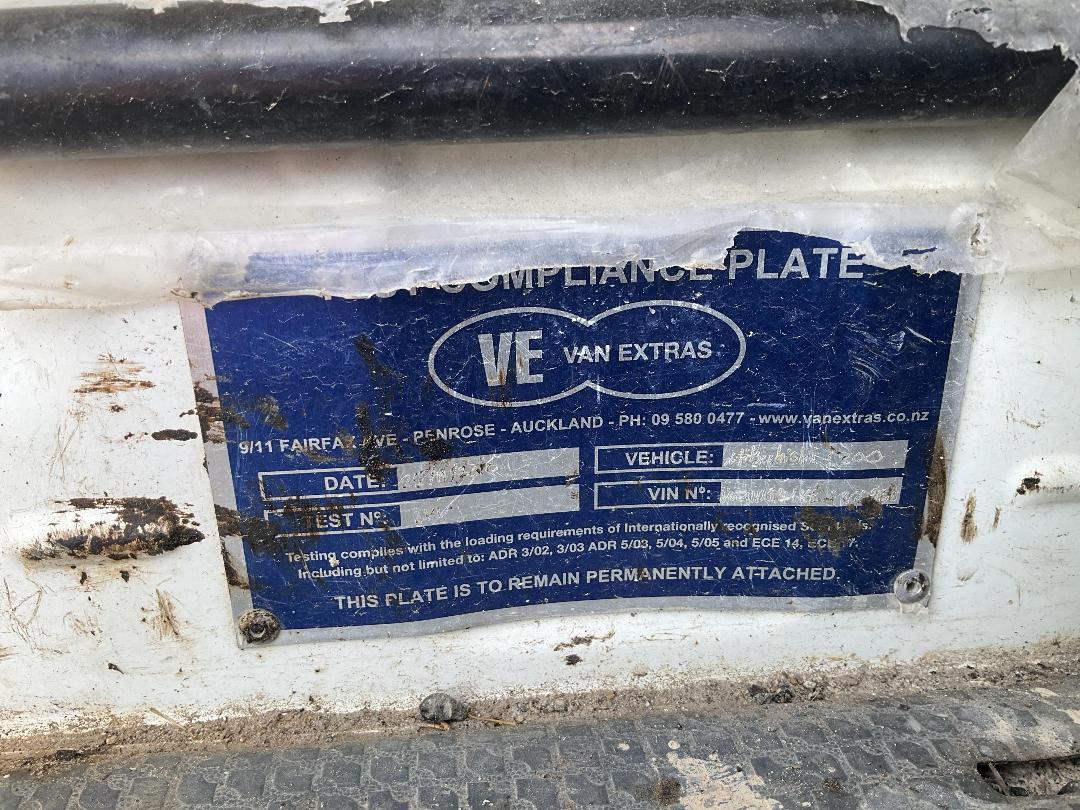 COMPLIANCE PLATE
VE VAN EXTRAS
9/11 FAIRFAX AVE - PENROSE - AUCKLAND - PH: 09 580 0477 - www.vanextras.co.nz
DATE:
VEHICLE:
TEST Nº:
VIN Nº:
Testing complies with the loading requirements of Internationally recognised
Including but not limited to: ADR 3/02, 3/03 ADR 5/03, 5/04, 5/05 and ECE 14,
THIS PLATE IS TO REMAIN PERMANENTLY ATTACHED.